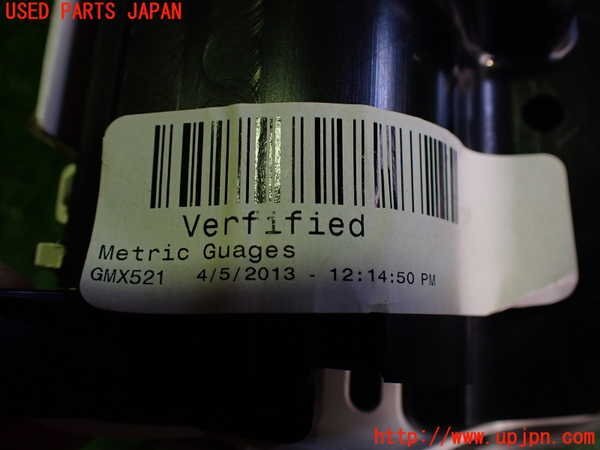 USED PARTS JAPAN
Verfified
Metric Guages
GMX521 4/5/2013 - 12:14:50 PM
http://www.upjpn.com